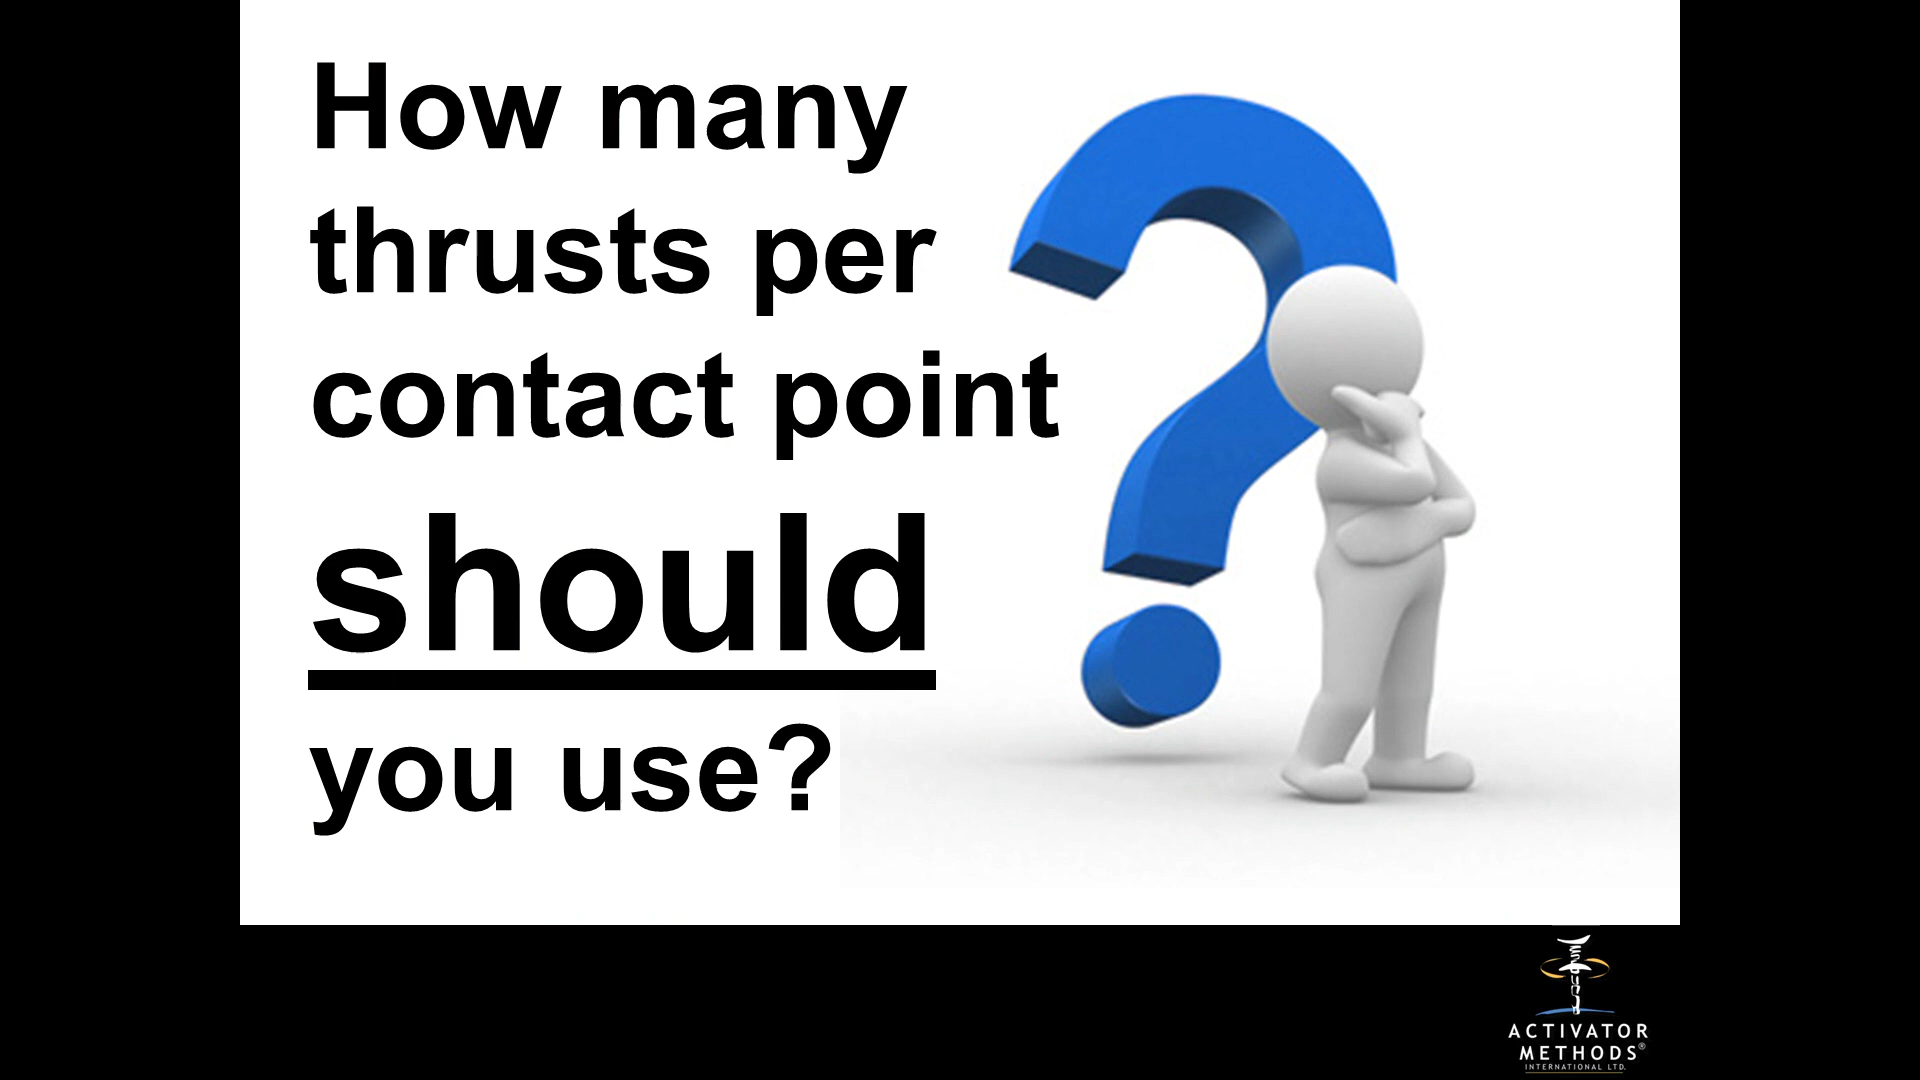 How many
thrusts per
contact point
should
you use?
ACTIVATOR
METHODS®
INTERNATIONAL LTD.